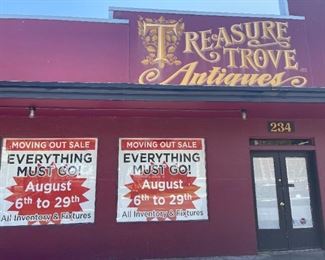 TREASURE
TROVE
Antiques
234
MOVING OUT SALE
EVERYTHING
MUST GO!
August
6th to 29th
All Inventory & Fixtures
MOVING OUT SALE
EVERYTHING
MUST GO!
August
6th to 29th
All Inventory & Fixtures